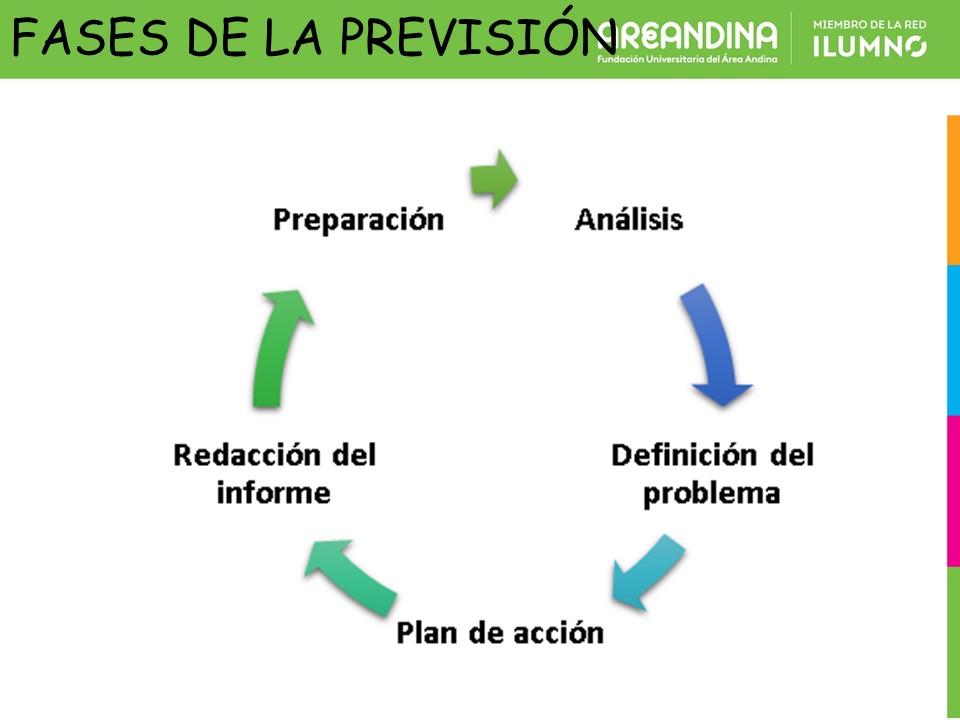 FASES DE LA PREVISIÓN
AREANDINA
Fundación Universitaria del Área Andina
MIEMBRO DE LA RED
ILUMNO
Preparación
Análisis
Redacción del
informe
Definición del
problema
Plan de acción